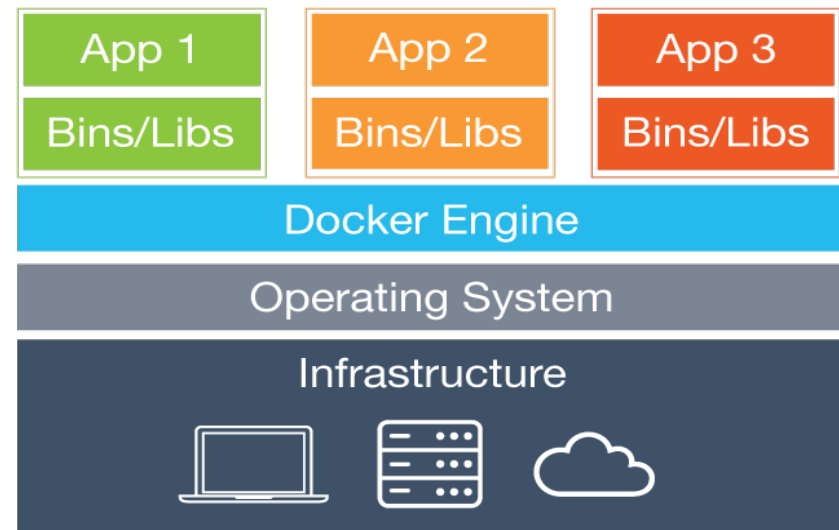 App 1
App 2
App 3
Bins/Libs
Bins/Libs
Bins/Libs
Docker Engine
Operating System
Infrastructure